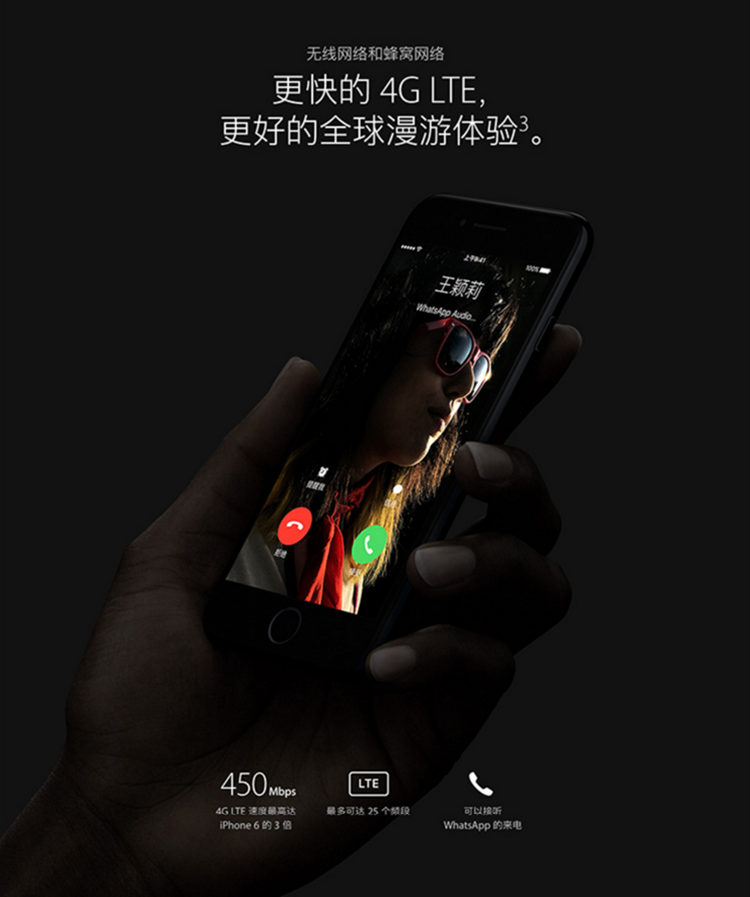 无线网络和蜂窝网络
更快的 4G LTE,
更好的全球漫游体验³。
上午9:41
100%
王颖莉
WhatsApp Audio...
提醒我
信息
拒绝
450 Mbps
LTE
4G LTE 速度最高达
iPhone 6 的 3 倍
最多可达 25 个频段
可以接听
WhatsApp 的来电